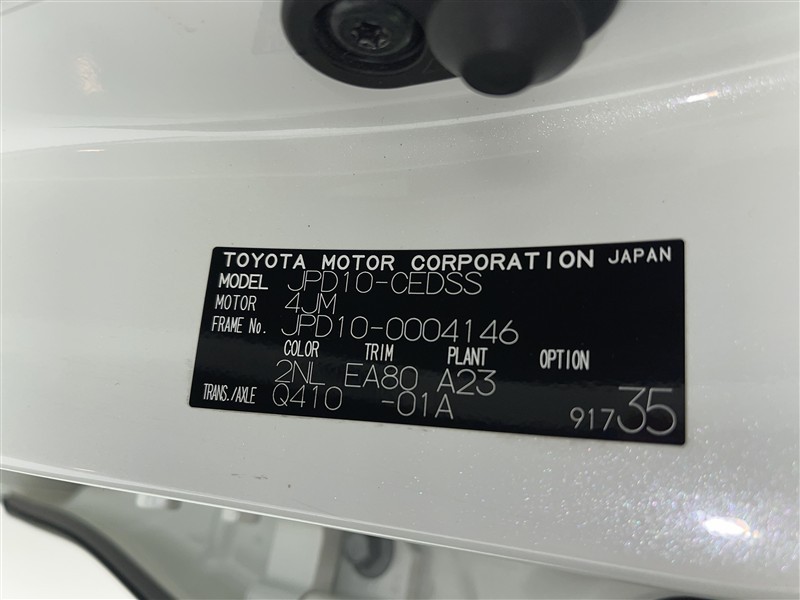 TOYOTA MOTOR CORPORATION JAPAN
MODEL JPD10-CEDSS
MOTOR 4JM
FRAME No. JPD10-0004146
COLOR TRIM PLANT OPTION
2NL EA80 A23
TRANS./AXLE Q410 -01A
91735